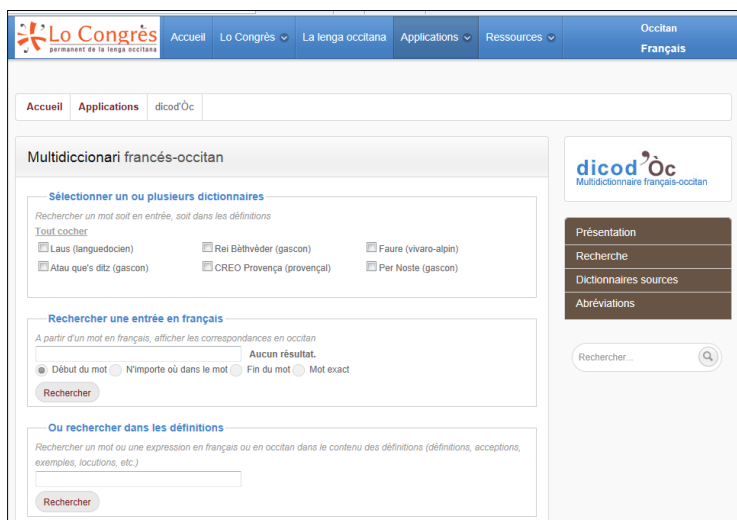 Lo Congrès
permanent de la lenga occitana
Accueil Lo Congrès La lenga occitana Applications Ressources
Occitan
Français
Accueil Applications dicod'Òc
Multidiccionari francés-occitan
Sélectionner un ou plusieurs dictionnaires
Rechercher un mot soit en entrée, soit dans les définitions
Tout cocher
Laus (languedocien) Rei Bèthvéder (gascon) Faure (vivaro-alpin)
Atau que's ditz (gascon) CREO Provença (provençal) Per Noste (gascon)
Rechercher une entrée en français
A partir d'un mot en français, afficher les correspondances en occitan
Aucun résultat.
Début du mot N'importe où dans le mot Fin du mot Mot exact
Rechercher
Ou rechercher dans les définitions
Rechercher un mot ou une expression en français ou en occitan dans le contenu des définitions (définitions, acceptions,
exemples, locutions, etc.)
Rechercher
dicod'Òc
Multidictionnaire français-occitan
Présentation
Recherche
Dictionnaires sources
Abréviations
Rechercher...